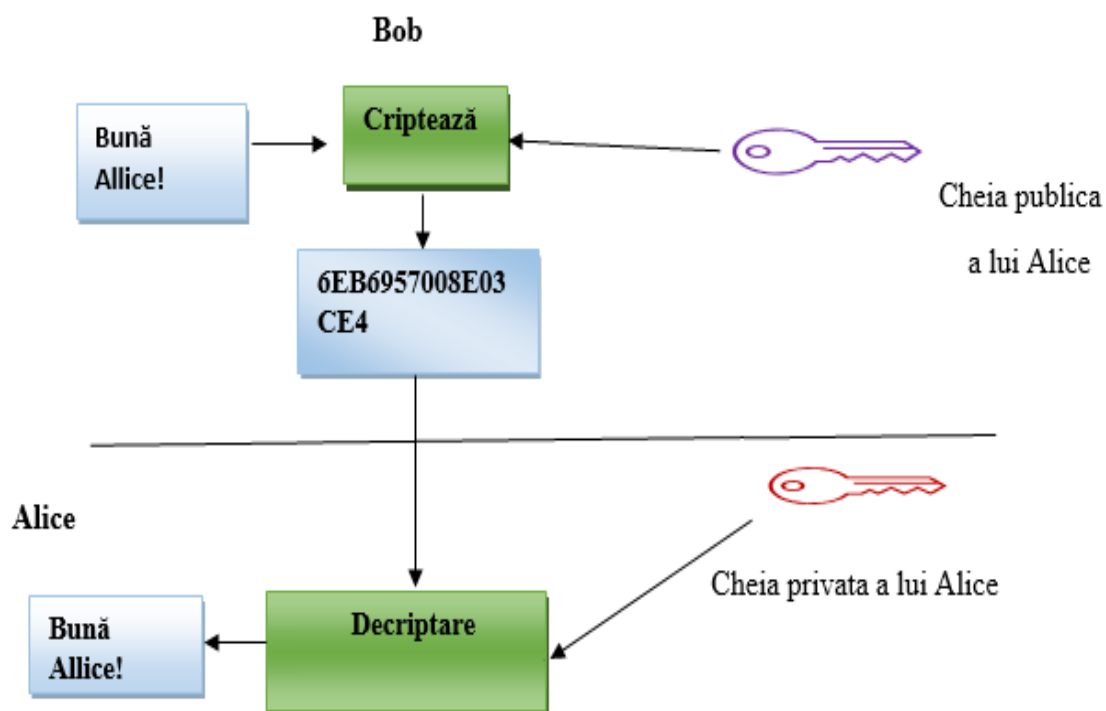 Bob
Bună
Allice!
Criptează
Cheia publica
a lui Alice
6EB6957008E03
CE4
Alice
Cheia privata a lui Alice
Bună
Allice!
Decriptare